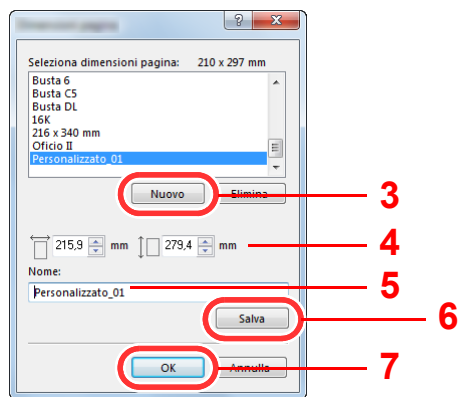 Dimensioni pagina
Seleziona dimensioni pagina: 210 x 297 mm
Busta 6
Busta C5
Busta DL
16K
216 x 340 mm
Oficio II
Personalizzato_01
Nuovo Elimina 3
215,9 mm 279,4 mm 4
Nome:
5
Personalizzato_01
Salva 6
OK Annulla 7